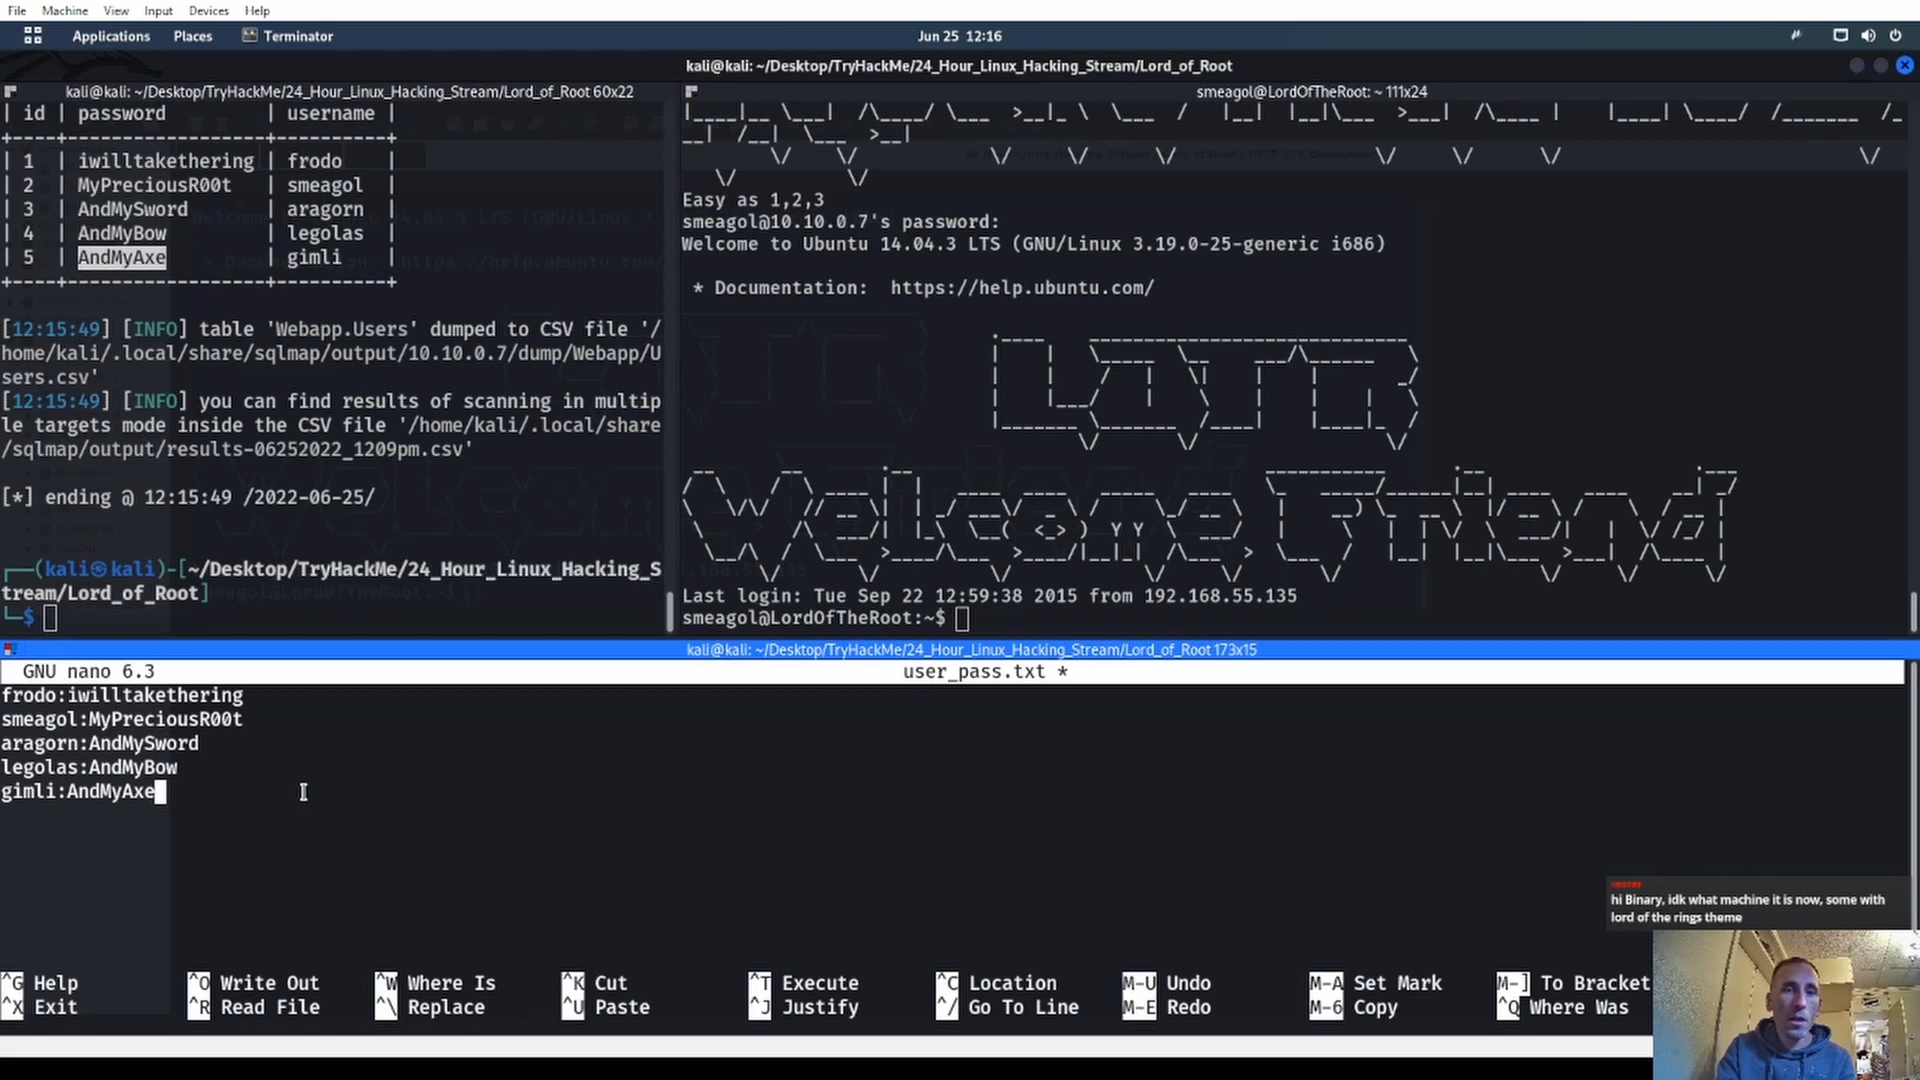 File Machine View Input Devices Help
Applications Places Terminator Jun 25 12:16
kali@kali: ~/Desktop/TryHackMe/24_Hour_Linux_Hacking_Stream/Lord_of_Root
kali@kali: ~/Desktop/TryHackMe/24_Hour_Linux_Hacking_Stream/Lord_of_Root 60x22
| id | password | username |
| 1 | iwilltakethering | frodo |
| 2 | MyPreciousR00t | smeagol |
| 3 | AndMySword | aragorn |
| 4 | AndMyBow | legolas |
| 5 | AndMyAxe | gimli |
[12:15:49] [INFO] table 'Webapp.Users' dumped to CSV file '/
home/kali/.local/share/sqlmap/output/10.10.0.7/dump/Webapp/U
sers.csv'
[12:15:49] [INFO] you can find results of scanning in multip
le targets mode inside the CSV file '/home/kali/.local/share
/sqlmap/output/results-06252022_1209pm.csv'
[*] ending @ 12:15:49 /2022-06-25/
(kali㉿kali)-[~/Desktop/TryHackMe/24_Hour_Linux_Hacking_S
tream/Lord_of_Root]
$
smeagol@LordOfTheRoot: ~ 111x24
Easy as 1,2,3
smeagol@10.10.0.7's password:
Welcome to Ubuntu 14.04.3 LTS (GNU/Linux 3.19.0-25-generic i686)
* Documentation: https://help.ubuntu.com/
LOTR
Welcome Friend
Last login: Tue Sep 22 12:59:38 2015 from 192.168.55.135
smeagol@LordOfTheRoot:~$
kali@kali: ~/Desktop/TryHackMe/24_Hour_Linux_Hacking_Stream/Lord_of_Root 173x15
GNU nano 6.3 user_pass.txt *
frodo:iwilltakethering
smeagol:MyPreciousR00t
aragorn:AndMySword
legolas:AndMyBow
gimli:AndMyAxe
hi Binary, idk what machine it is now, some with
lord of the rings theme
^G Help ^O Write Out ^W Where Is ^K Cut ^T Execute ^C Location M-U Undo M-A Set Mark M-] To Bracket
^X Exit ^R Read File ^\ Replace ^U Paste ^J Justify ^/ Go To Line M-E Redo M-6 Copy ^Q Where Was